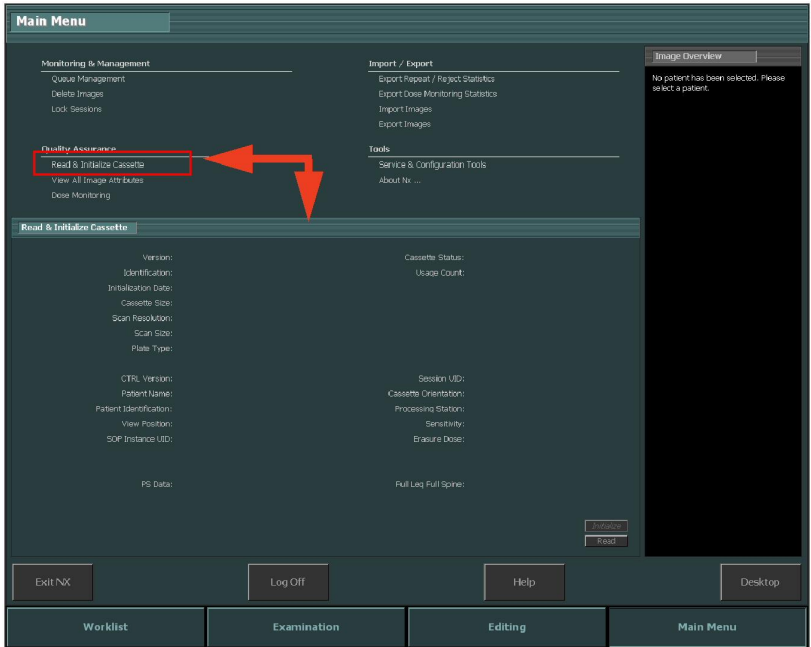 Main Menu
Monitoring & Management
Queue Management
Delete Images
Lock Sessions
Import / Export
Export Repeat / Reject Statistics
Export Dose Monitoring Statistics
Import Images
Export Images
Quality Assurance
Read & Initialize Cassette
View All Image Attributes
Dose Monitoring
Tools
Service & Configuration Tools
About Nx ...
Image Overview
No patient has been selected. Please
select a patient.
Read & Initialize Cassette
Version:
Identification:
Initialization Date:
Cassette Size:
Scan Resolution:
Scan Size:
Plate Type:
Cassette Status:
Usage Count:
CTRL Version:
Patient Name:
Patient Identification:
View Position:
SOP Instance UID:
Session UID:
Cassette Orientation:
Processing Station:
Sensitivity:
Erasure Dose:
PS Data:
Full Leg Full Spine:
Initialize
Read
Exit NX
Log Off
Help
Desktop
Worklist
Examination
Editing
Main Menu